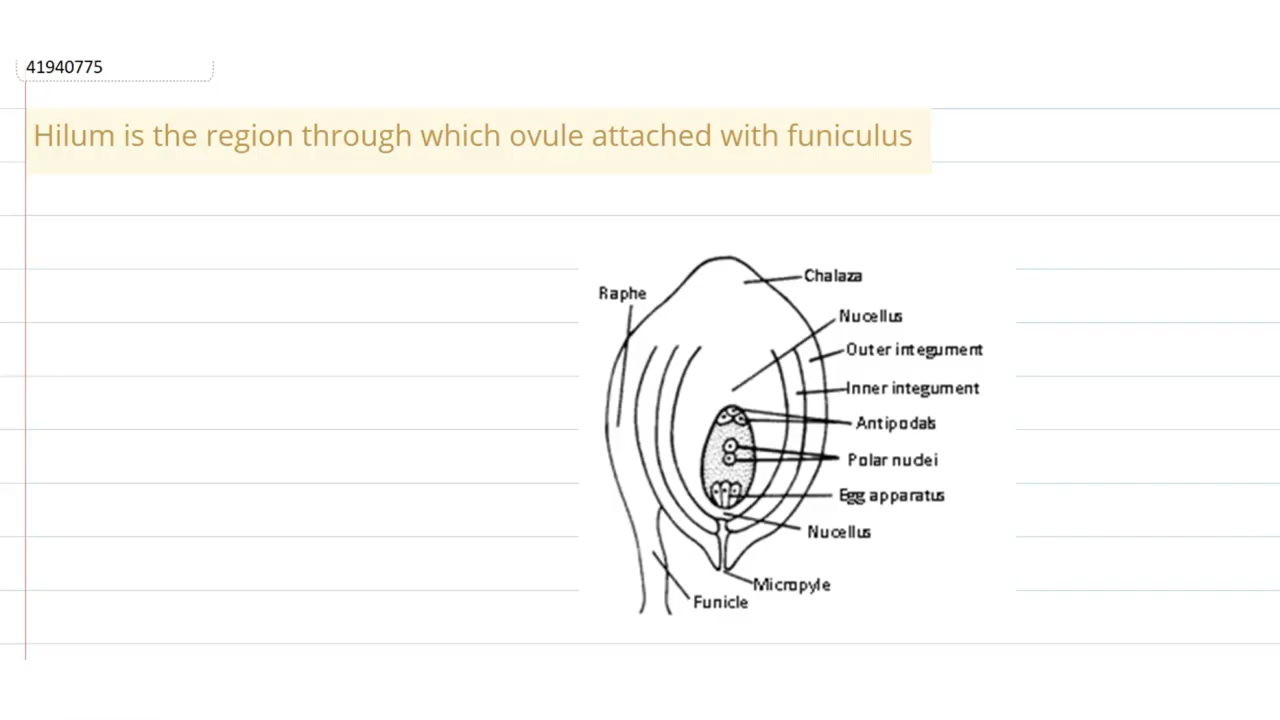 41940775
Hilum is the region through which ovule attached with funiculus
Chalaza
Raphe
Nucellus
Outer integument
Inner integument
Antipodals
Polar nuclei
Egg apparatus
Nucellus
Micropyle
Funicle